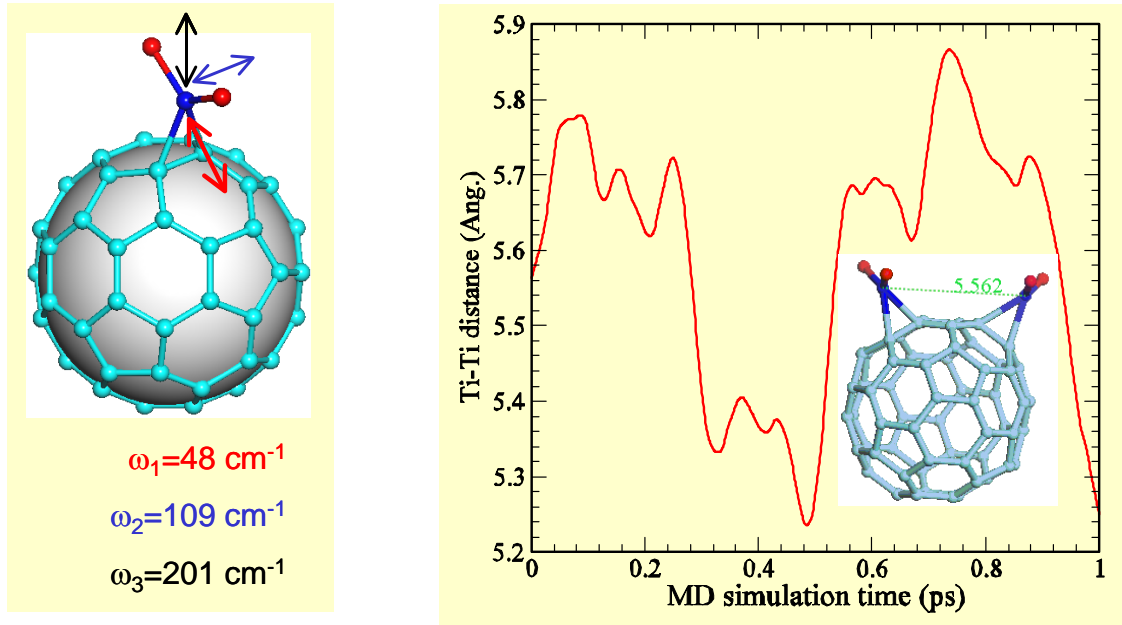 ω₁=48 cm⁻¹
ω₂=109 cm⁻¹
ω₃=201 cm⁻¹
Ti-Ti distance (Ang.)
5.9
5.8
5.7
5.6
5.5
5.4
5.3
5.2
5.562
0 0.2 0.4 0.6 0.8 1
MD simulation time (ps)